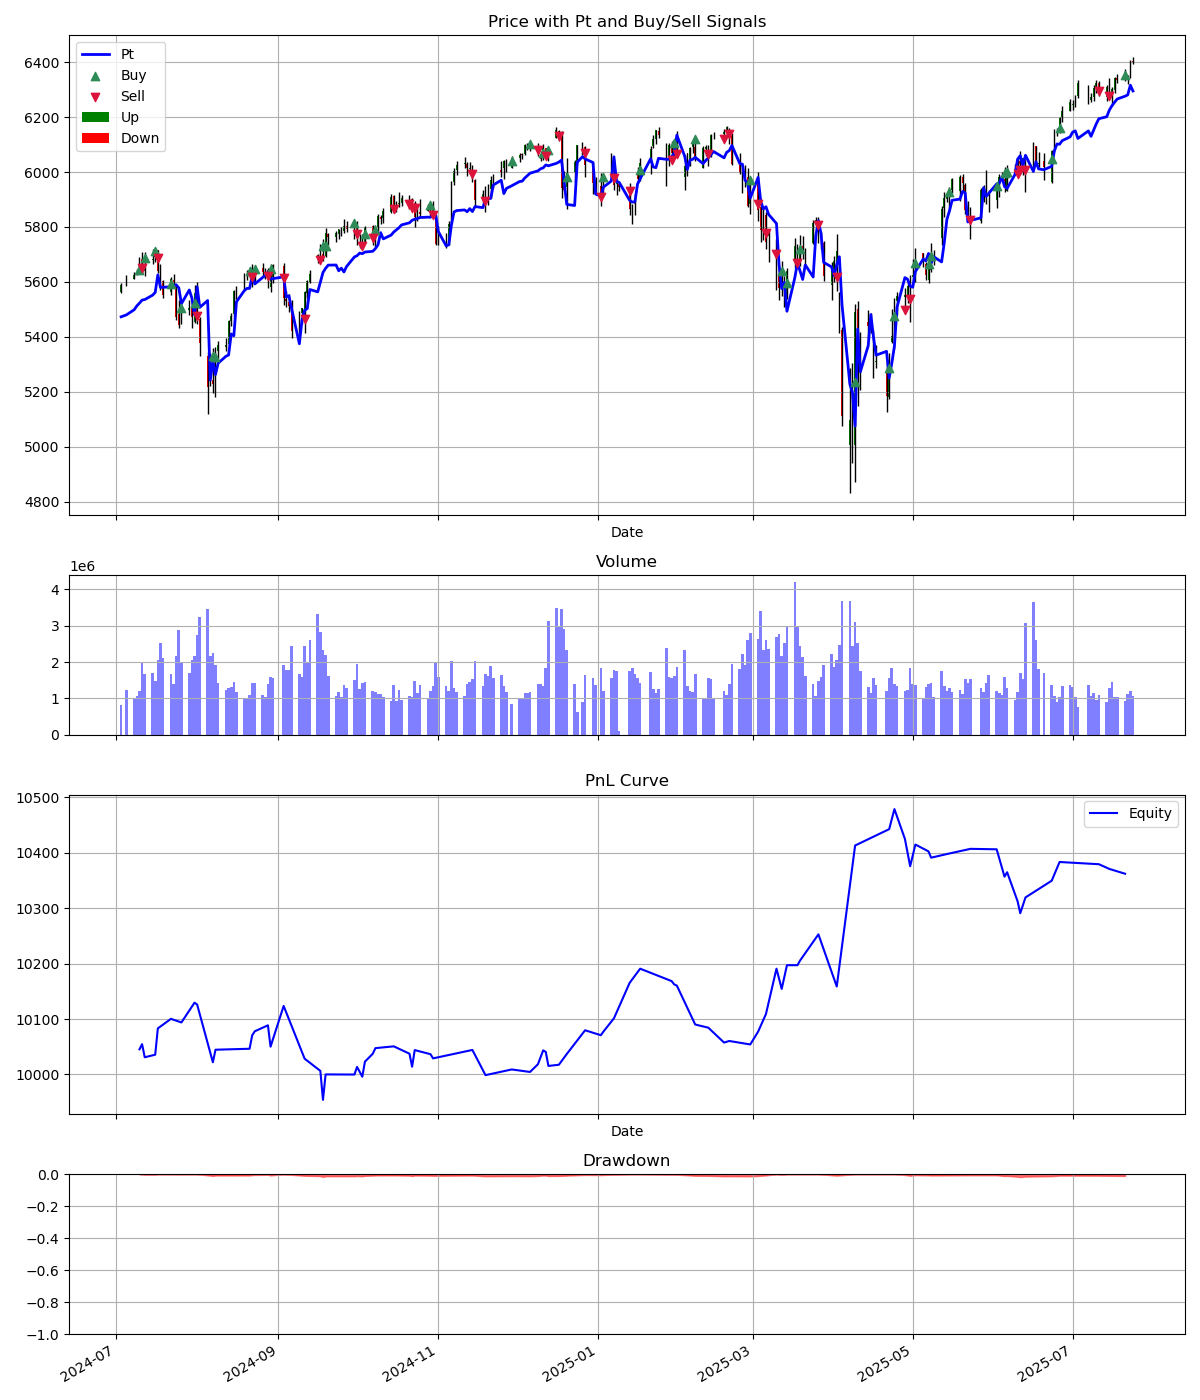 Price with Pt and Buy/Sell Signals
Pt
Buy
Sell
Up
Down
6400
6200
6000
5800
5600
5400
5200
5000
4800
Date
Volume
1e6
4
3
2
1
0
PnL Curve
Equity
10500
10400
10300
10200
10100
10000
Date
Drawdown
0.0
−0.2
−0.4
−0.6
−0.8
−1.0
2024-07
2024-09
2024-11
2025-01
2025-03
2025-05
2025-07